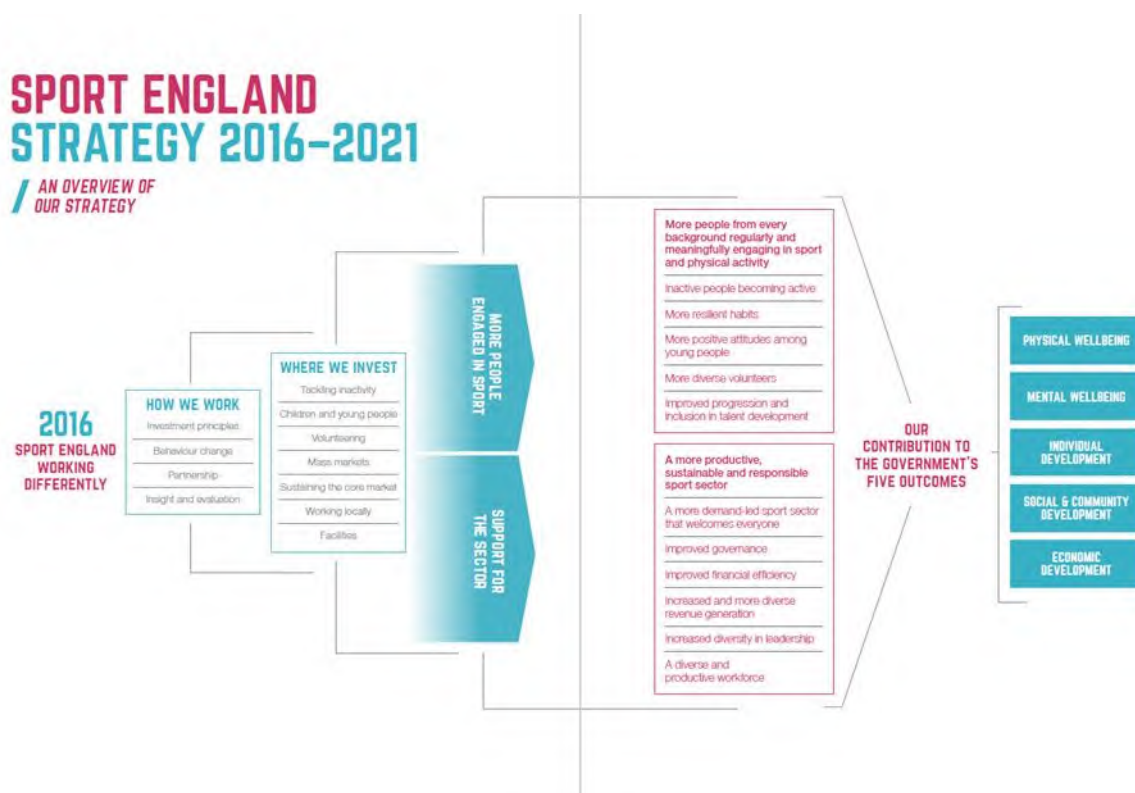 SPORT ENGLAND
STRATEGY 2016–2021
/ AN OVERVIEW OF
OUR STRATEGY
2016
SPORT ENGLAND
WORKING
DIFFERENTLY
HOW WE WORK
Investment principles
Behaviour change
Partnership
Insight and evaluation
WHERE WE INVEST
Tackling inactivity
Children and young people
Volunteering
Mass markets
Sustaining the core market
Working locally
Facilities
MORE PEOPLE
ENGAGED IN SPORT
SUPPORT FOR
THE SECTOR
More people from every
background regularly and
meaningfully engaging in sport
and physical activity
Inactive people becoming active
More resilient habits
More positive attitudes among
young people
More diverse volunteers
Improved progression and
inclusion in talent development
A more productive,
sustainable and responsible
sport sector
A more demand-led sport sector
that welcomes everyone
Improved governance
Improved financial efficiency
Increased and more diverse
revenue generation
Increased diversity in leadership
A diverse and
productive workforce
OUR
CONTRIBUTION TO
THE GOVERNMENT'S
FIVE OUTCOMES
PHYSICAL WELLBEING
MENTAL WELLBEING
INDIVIDUAL
DEVELOPMENT
SOCIAL & COMMUNITY
DEVELOPMENT
ECONOMIC
DEVELOPMENT